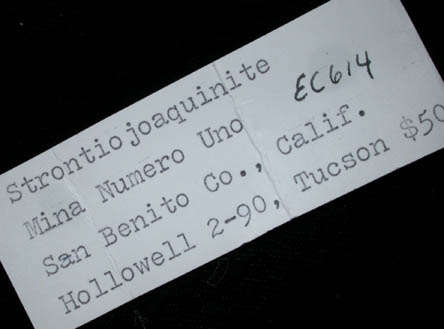 Strontiojoaquinite
EC614
Mina Numero Uno
San Benito Co., Calif.
Hollowell 2-90, Tucson $50